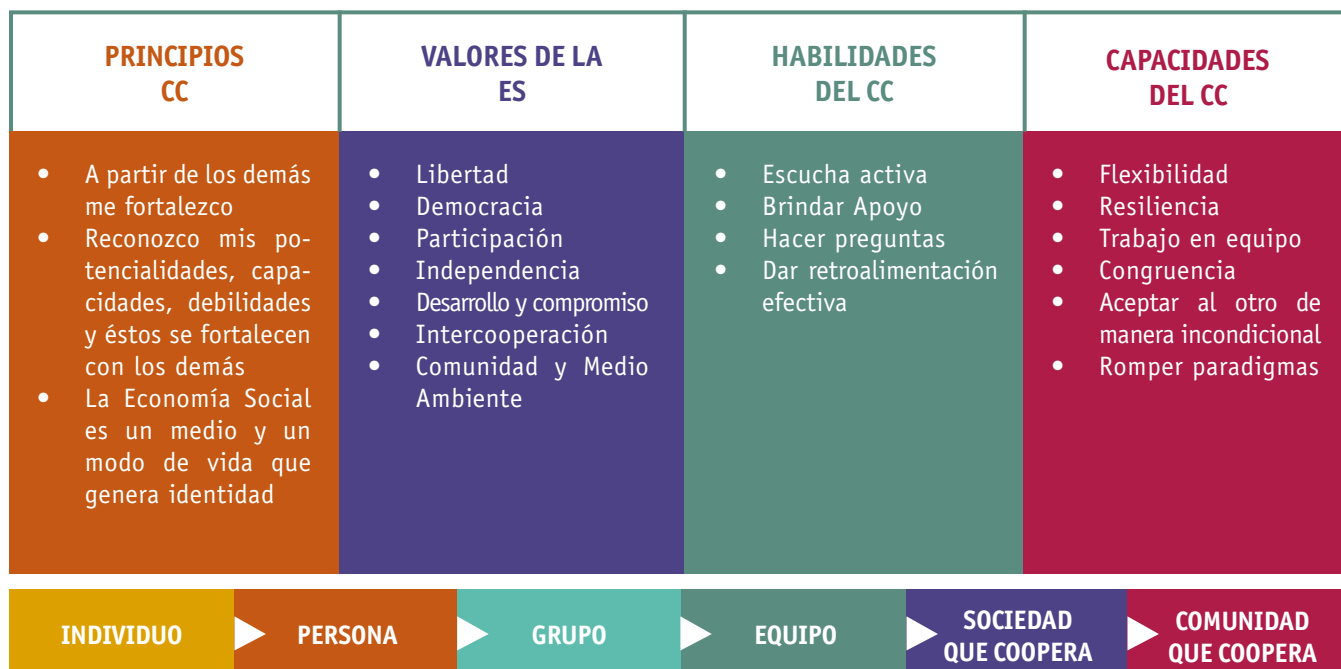 PRINCIPIOS
CC
VALORES DE LA
ES
HABILIDADES
DEL CC
CAPACIDADES
DEL CC
• A partir de los demás
me fortalezco
• Reconozco mis po-
tencialidades, capa-
cidades, debilidades
y éstos se fortalecen
con los demás
• La Economía Social
es un medio y un
modo de vida que
genera identidad
• Libertad
• Democracia
• Participación
• Independencia
• Desarrollo y compromiso
• Intercooperación
• Comunidad y Medio
Ambiente
• Escucha activa
• Brindar Apoyo
• Hacer preguntas
• Dar retroalimentación
efectiva
• Flexibilidad
• Resiliencia
• Trabajo en equipo
• Congruencia
• Aceptar al otro de
manera incondicional
• Romper paradigmas
INDIVIDUO
PERSONA
GRUPO
EQUIPO
SOCIEDAD
QUE COOPERA
COMUNIDAD
QUE COOPERA